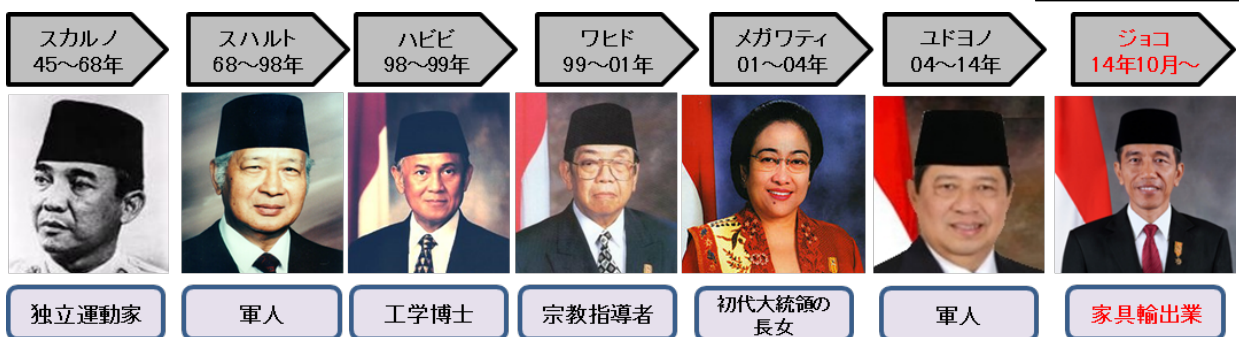 スカルノ
45～68年
スハルト
68～98年
ハビビ
98～99年
ワヒド
99～01年
メガワティ
01～04年
ユドヨノ
04～14年
ジョコ
14年10月～
独立運動家
軍人
工学博士
宗教指導者
初代大統領の
長女
軍人
家具輸出業